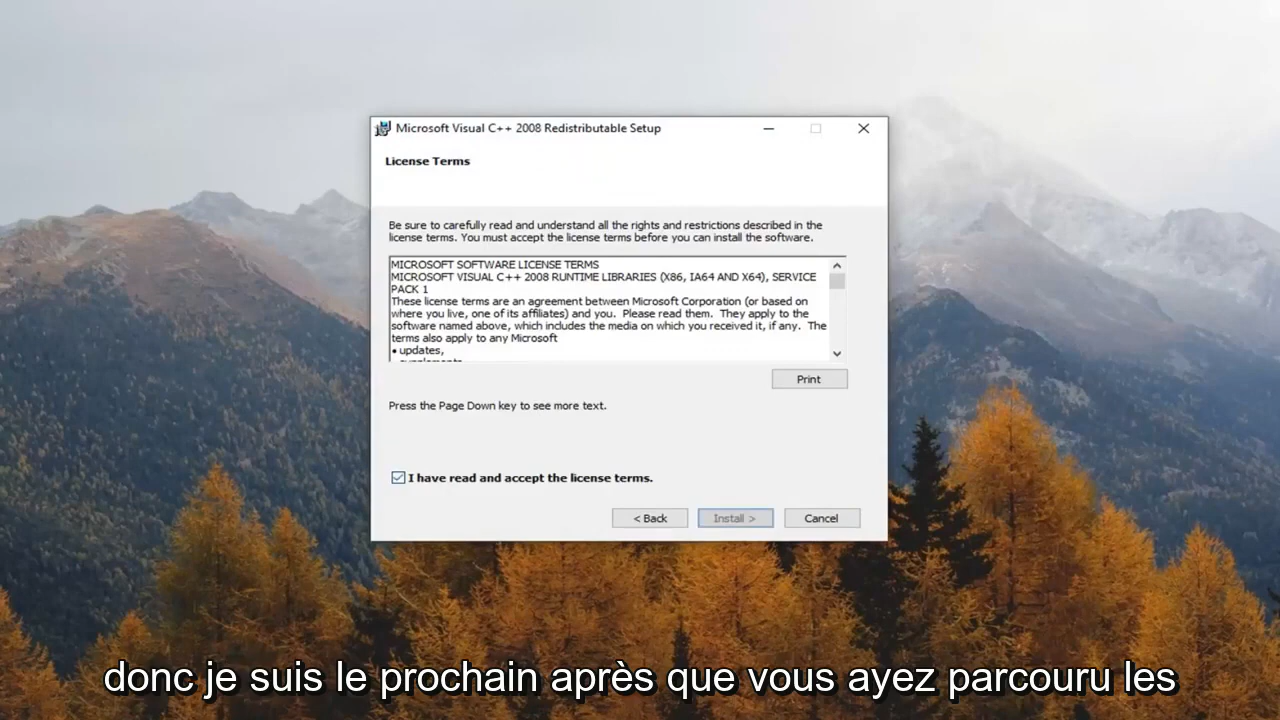 Microsoft Visual C++ 2008 Redistributable Setup
License Terms
Be sure to carefully read and understand all the rights and restrictions described in the
license terms. You must accept the license terms before you can install the software.
MICROSOFT SOFTWARE LICENSE TERMS
MICROSOFT VISUAL C++ 2008 RUNTIME LIBRARIES (X86, IA64 AND X64), SERVICE
PACK 1
These license terms are an agreement between Microsoft Corporation (or based on
where you live, one of its affiliates) and you.  Please read them.  They apply to the
software named above, which includes the media on which you received it, if any.  The
terms also apply to any Microsoft
• updates,
Print
Press the Page Down key to see more text.
I have read and accept the license terms.
< Back
Install >
Cancel
donc je suis le prochain après que vous ayez parcouru les